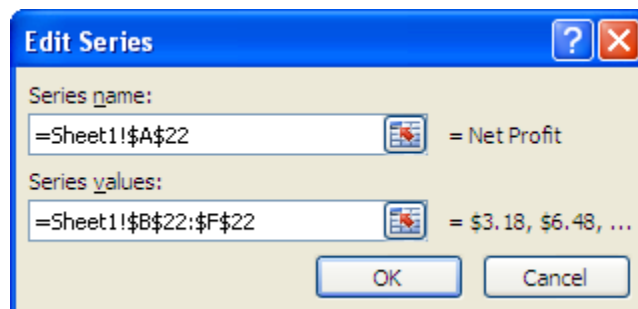 Edit Series
Series name:
=Sheet1!$A$22 = Net Profit
Series values:
=Sheet1!$B$22:$F$22 = $3.18, $6.48, ...
OK Cancel